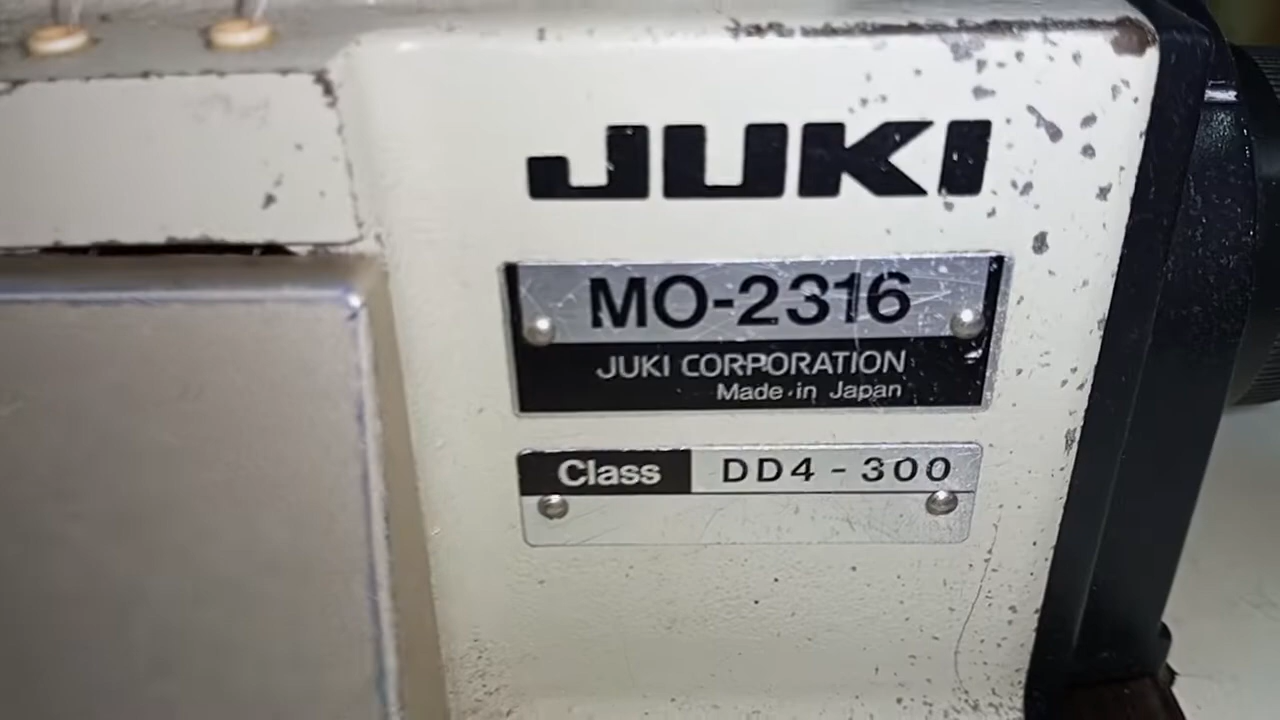 JUKI
MO-2316
JUKI CORPORATION
Made in Japan
Class DD4-300